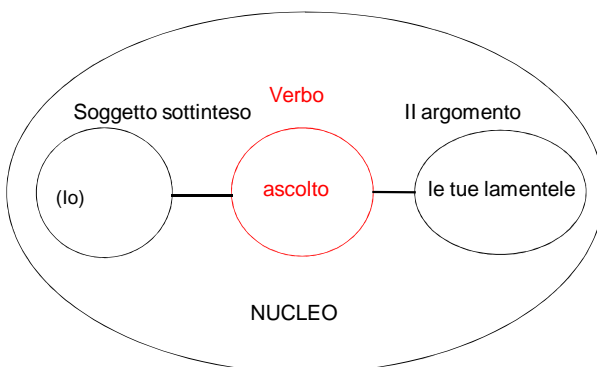 Verbo
Soggetto sottinteso
II argomento
(Io)
ascolto
le tue lamentele
NUCLEO